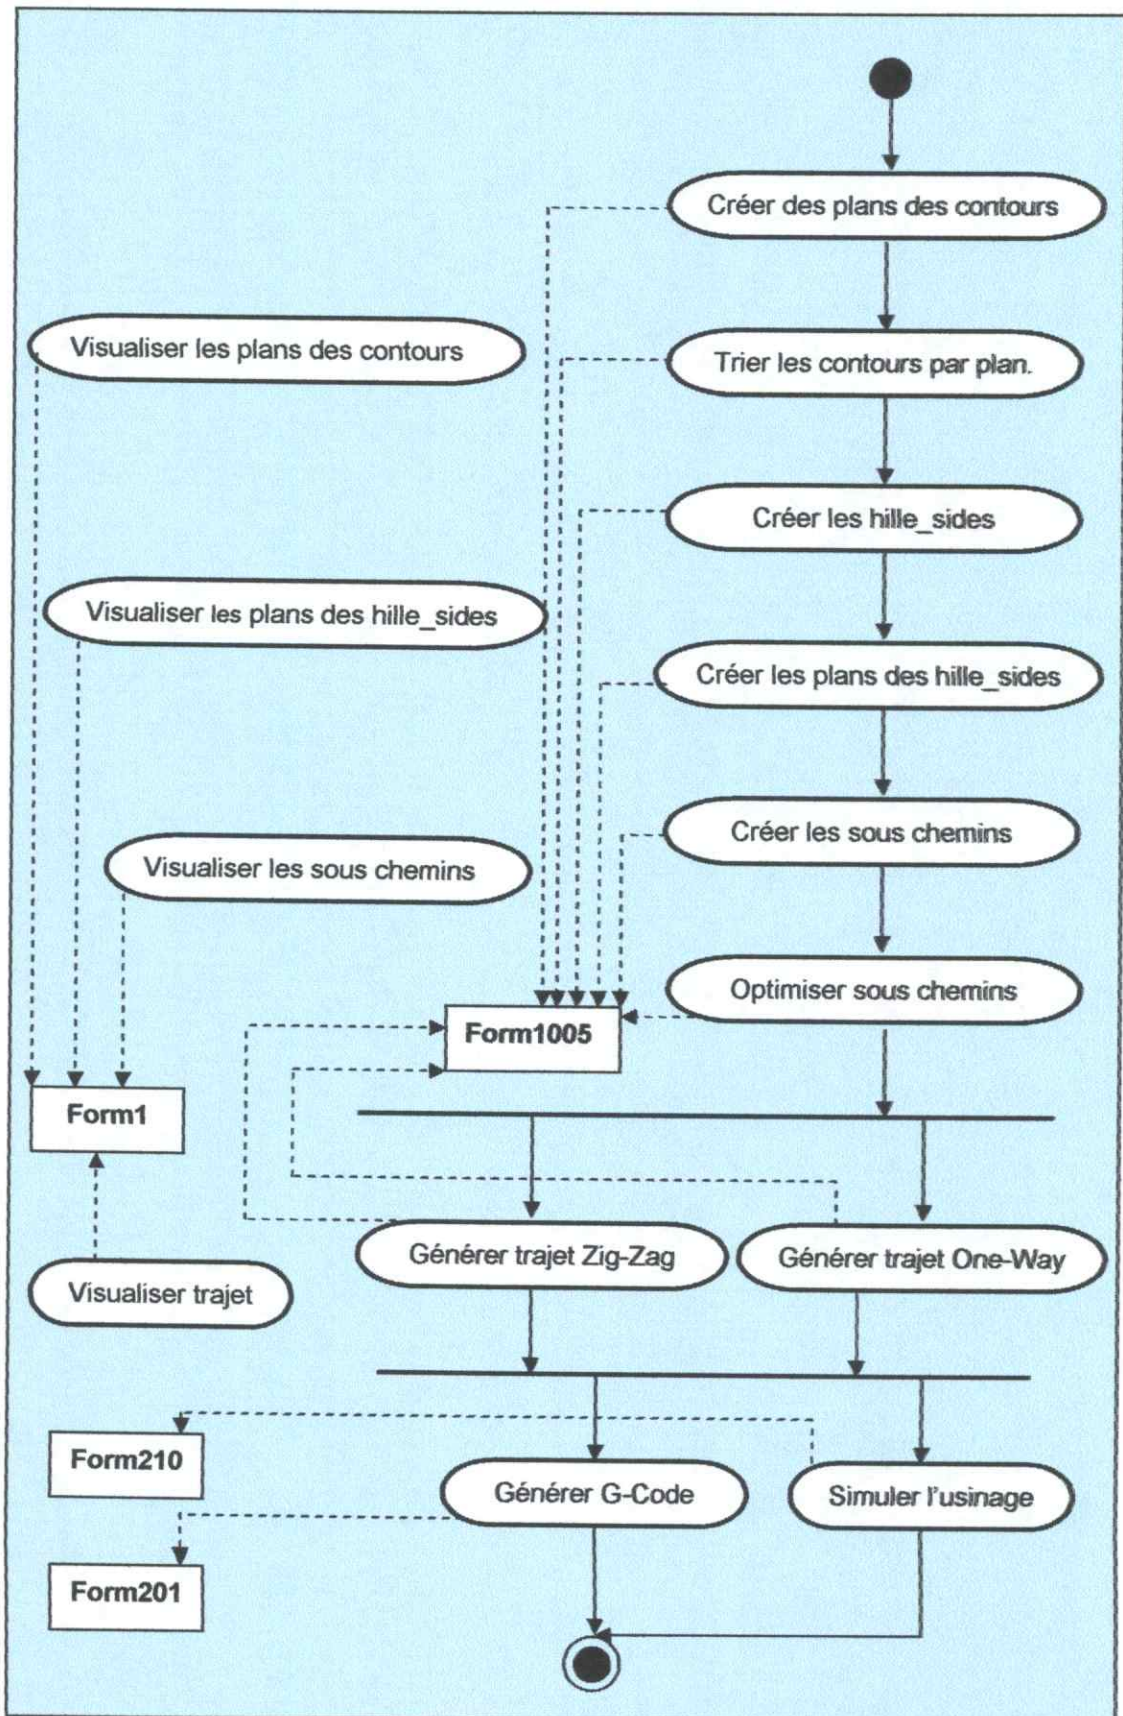 Créer des plans des contours
Visualiser les plans des contours
Trier les contours par plan.
Créer les hille_sides
Visualiser les plans des hille_sides
Créer les plans des hille_sides
Créer les sous chemins
Visualiser les sous chemins
Optimiser sous chemins
Form1005
Form1
Générer trajet Zig-Zag
Générer trajet One-Way
Visualiser trajet
Form210
Générer G-Code
Simuler l'usinage
Form201